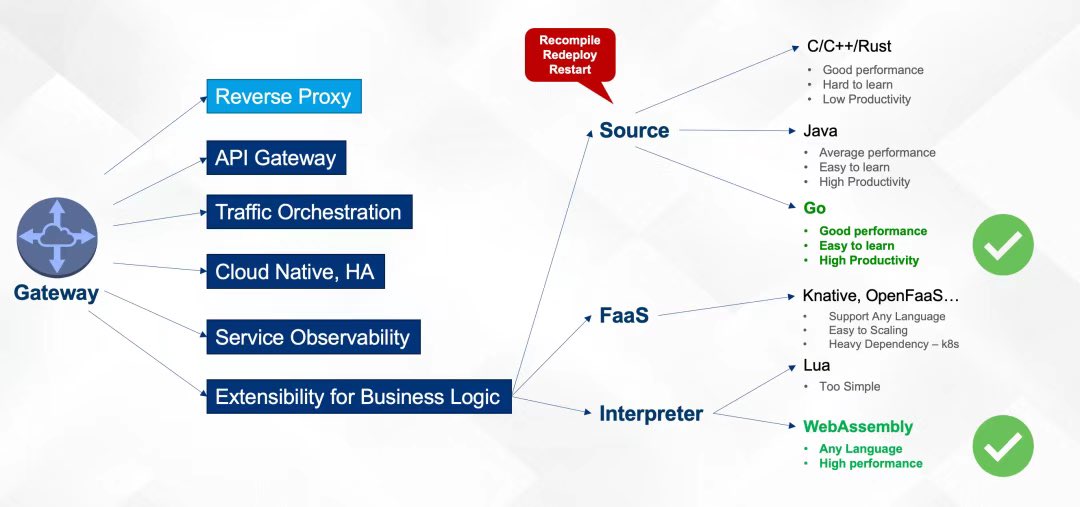 Gateway
Reverse Proxy
API Gateway
Traffic Orchestration
Cloud Native, HA
Service Observability
Extensibility for Business Logic
Recompile
Redeploy
Restart
Source
FaaS
Interpreter
C/C++/Rust
• Good performance
• Hard to learn
• Low Productivity
Java
• Average performance
• Easy to learn
• High Productivity
Go
• Good performance
• Easy to learn
• High Productivity
Knative, OpenFaaS…
• Support Any Language
• Easy to Scaling
• Heavy Dependency – k8s
Lua
• Too Simple
WebAssembly
• Any Language
• High performance